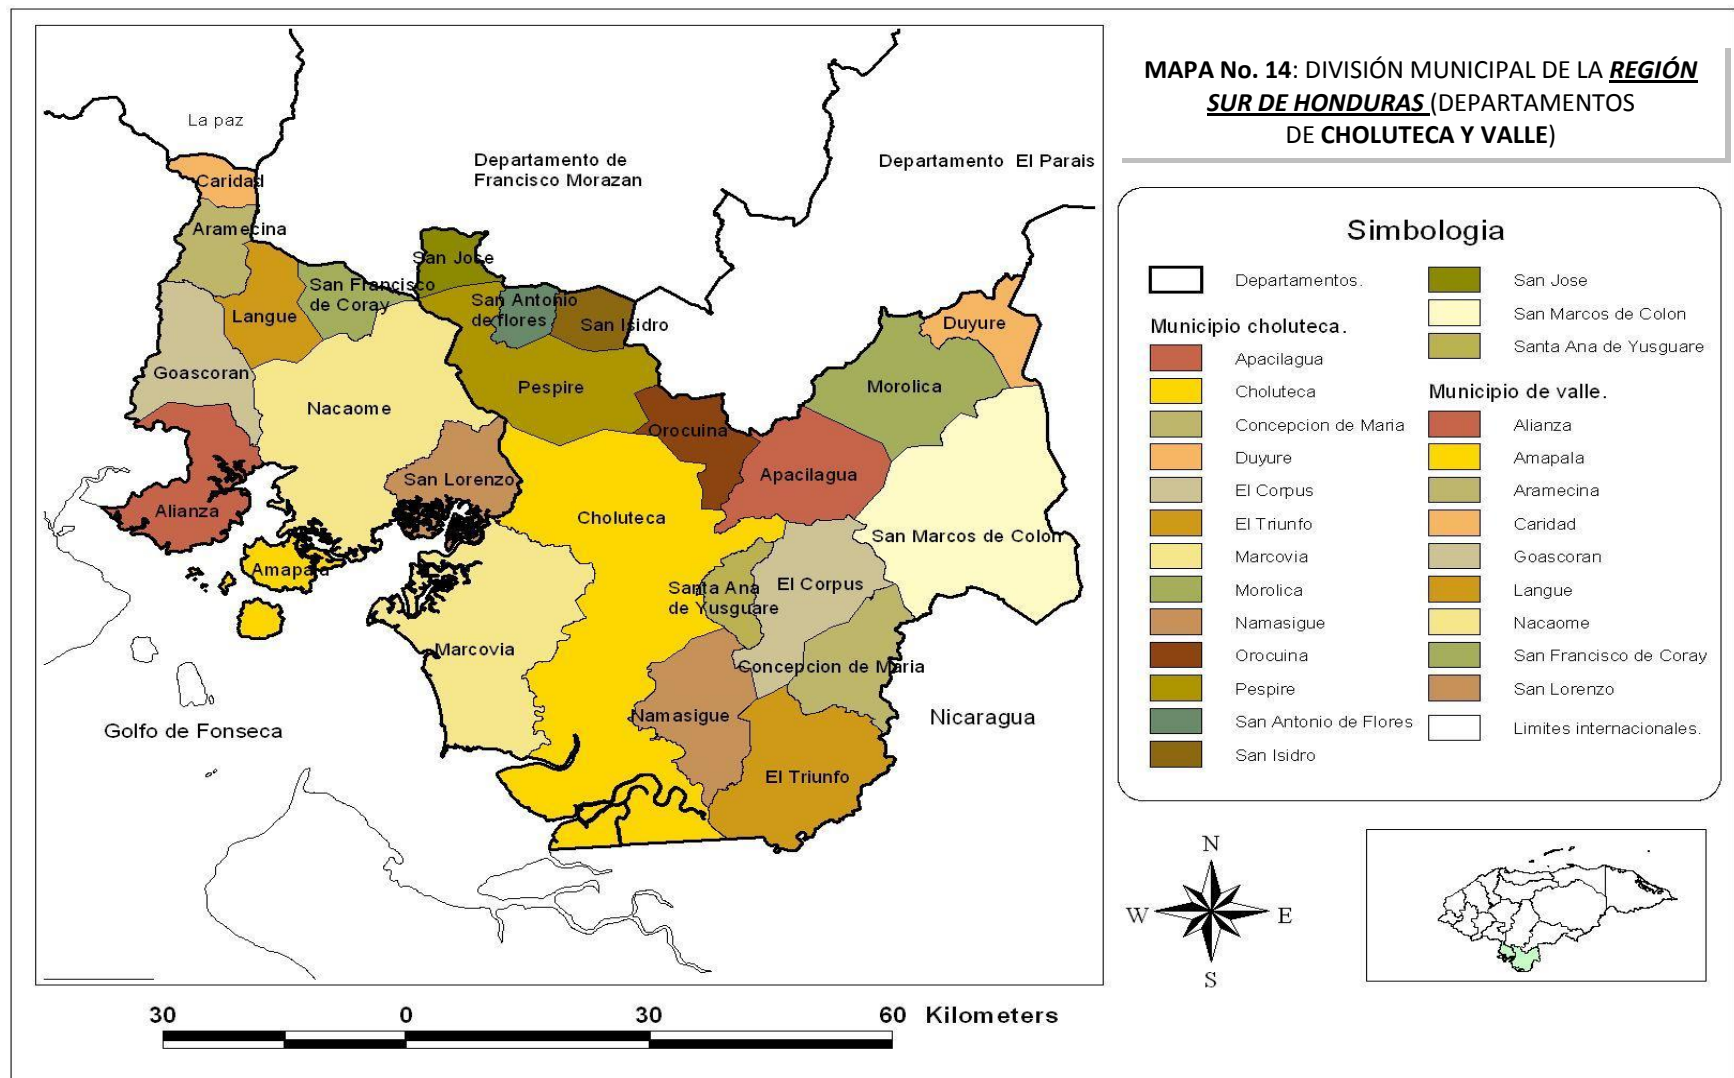 MAPA No. 14: DIVISIÓN MUNICIPAL DE LA REGIÓN
SUR DE HONDURAS (DEPARTAMENTOS
DE CHOLUTECA Y VALLE)
La paz
Departamento de
Francisco Morazan
Departamento El Parais
Caridad
Aramecina
San Jose
San Francisco
de Coray
San Antonio
de flores
Langue
San Isidro
Duyure
Goascoran
Pespire
Morolica
Nacaome
Orocuina
San Lorenzo
Apacilagua
Alianza
Choluteca
San Marcos de Colon
Amapala
Santa Ana
de Yusguare
El Corpus
Marcovia
Concepcion de Maria
Namasigue
Nicaragua
Golfo de Fonseca
El Triunfo
Simbologia
Departamentos.
Municipio choluteca.
Apacilagua
Choluteca
Concepcion de Maria
Duyure
El Corpus
El Triunfo
Marcovia
Morolica
Namasigue
Orocuina
Pespire
San Antonio de Flores
San Isidro
San Jose
San Marcos de Colon
Santa Ana de Yusguare
Municipio de valle.
Alianza
Amapala
Aramecina
Caridad
Goascoran
Langue
Nacaome
San Francisco de Coray
San Lorenzo
Limites internacionales.
N
W
E
S
30 0 30 60 Kilometers